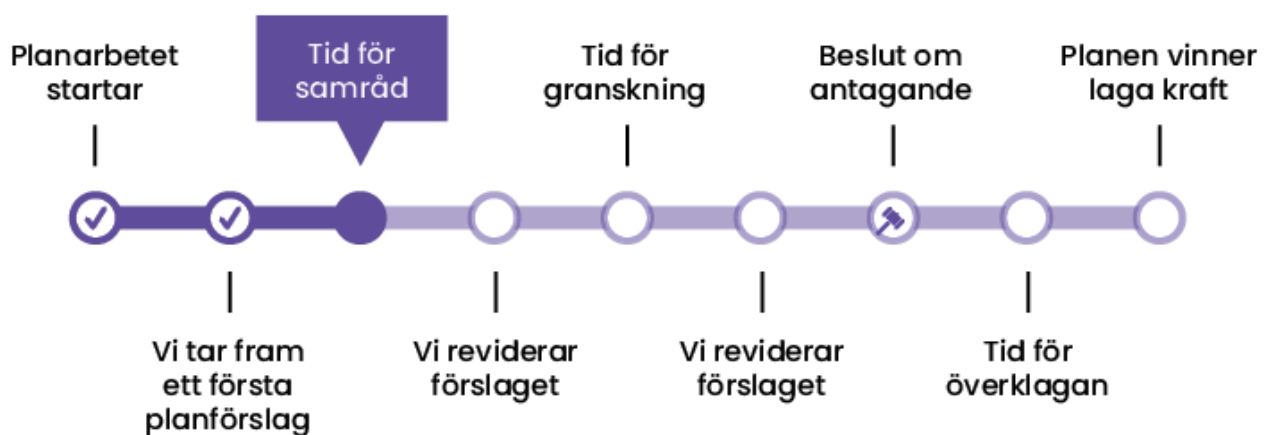 Planarbetet
startar
Tid för
samråd
Tid för
granskning
Beslut om
antagande
Planen vinner
laga kraft
Vi tar fram
ett första
planförslag
Vi reviderar
förslaget
Vi reviderar
förslaget
Tid för
överklagan